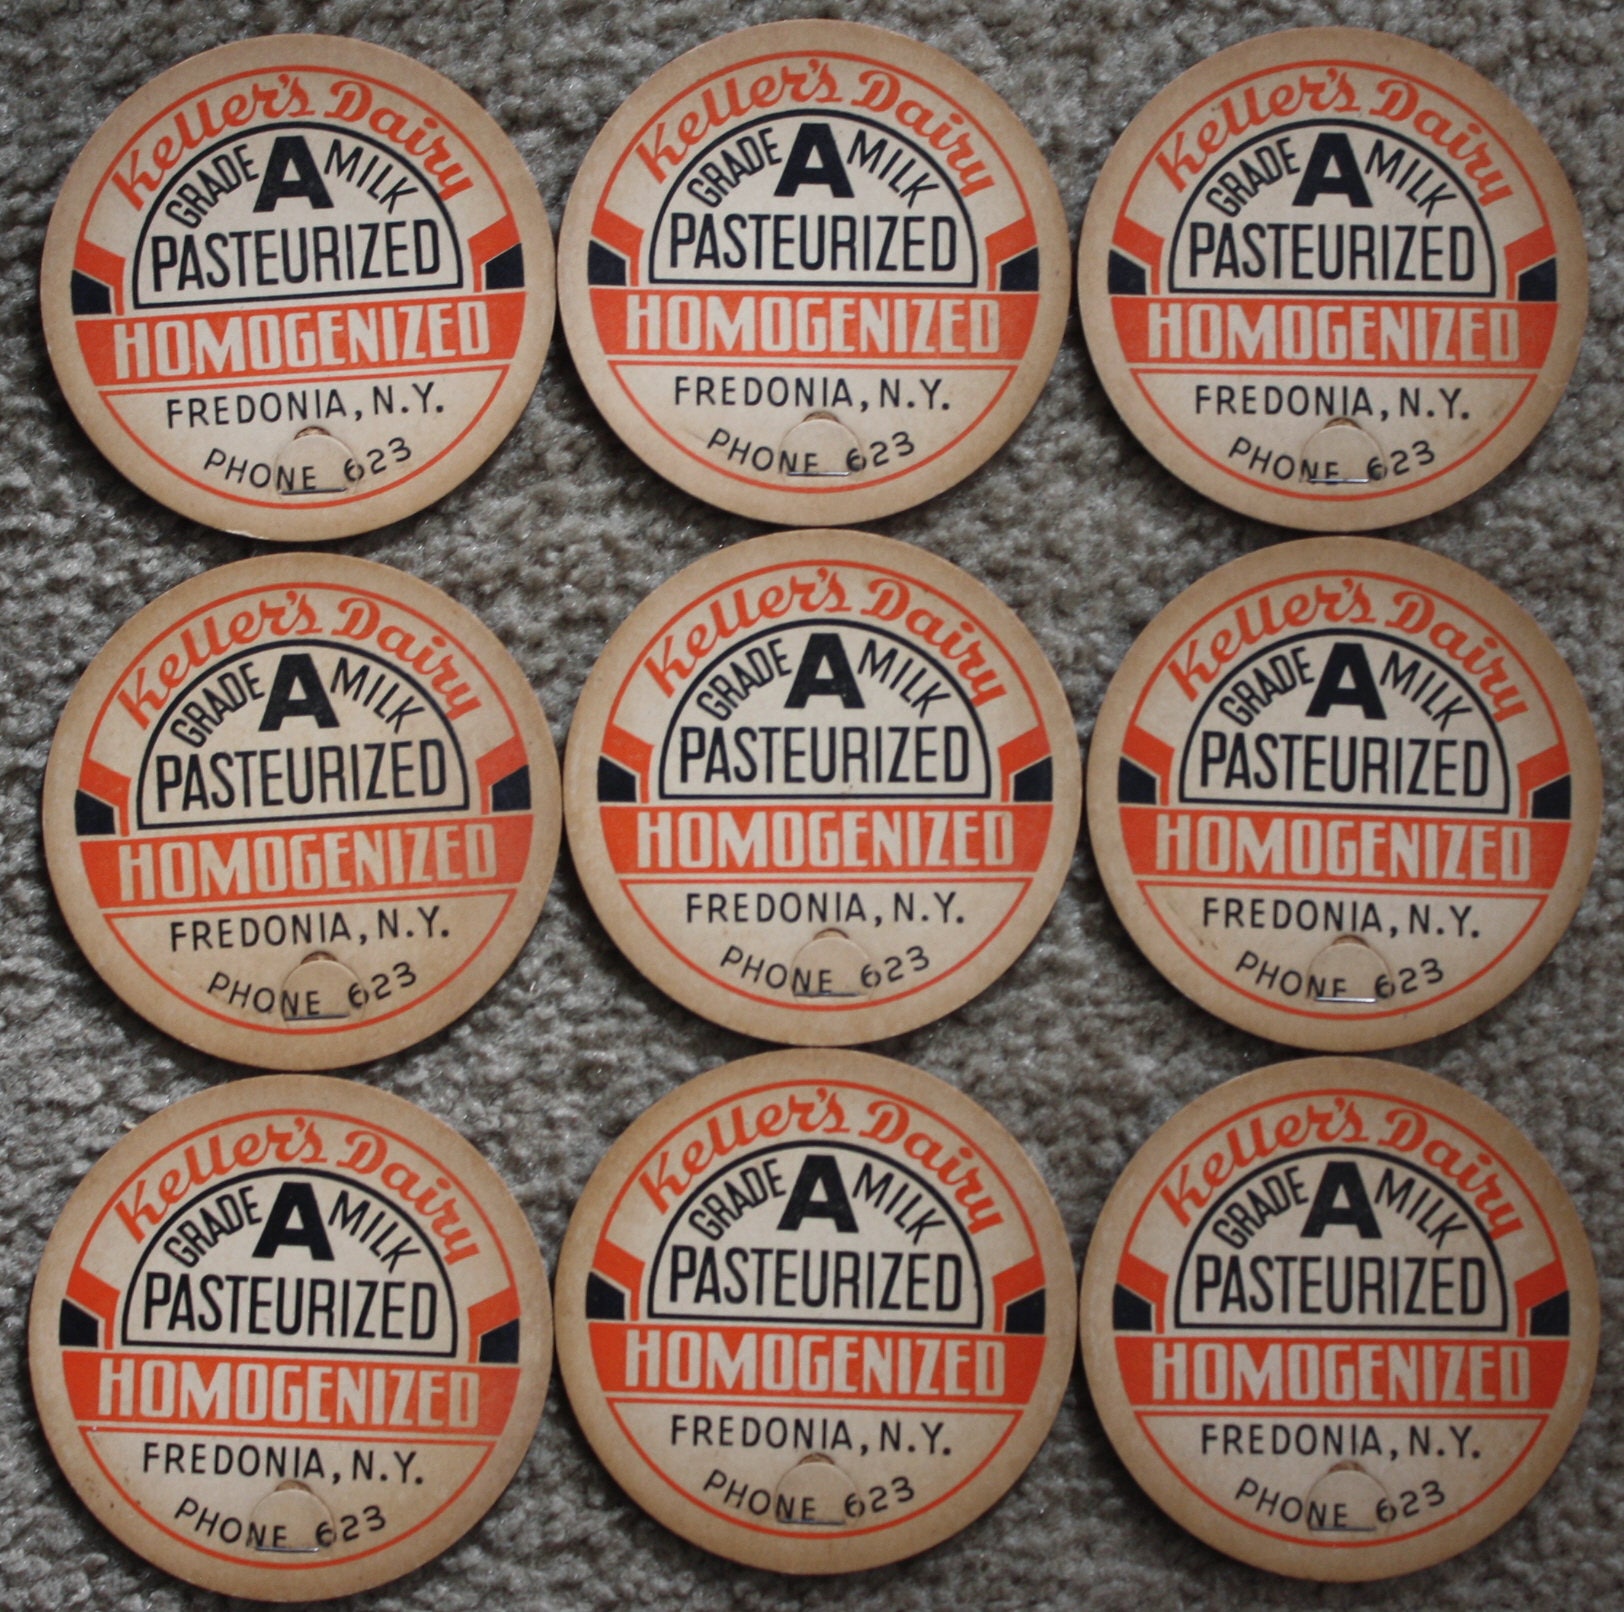 Keller's Dairy
GRADE A MILK
PASTEURIZED
HOMOGENIZED
FREDONIA, N.Y.
PHONE 623
Keller's Dairy
GRADE A MILK
PASTEURIZED
HOMOGENIZED
FREDONIA, N.Y.
PHONE 623
Keller's Dairy
GRADE A MILK
PASTEURIZED
HOMOGENIZED
FREDONIA, N.Y.
PHONE 623
Keller's Dairy
GRADE A MILK
PASTEURIZED
HOMOGENIZED
FREDONIA, N.Y.
PHONE 623
Keller's Dairy
GRADE A MILK
PASTEURIZED
HOMOGENIZED
FREDONIA, N.Y.
PHONE 623
Keller's Dairy
GRADE A MILK
PASTEURIZED
HOMOGENIZED
FREDONIA, N.Y.
PHONE 623
Keller's Dairy
GRADE A MILK
PASTEURIZED
HOMOGENIZED
FREDONIA, N.Y.
PHONE 623
Keller's Dairy
GRADE A MILK
PASTEURIZED
HOMOGENIZED
FREDONIA, N.Y.
PHONE 623
Keller's Dairy
GRADE A MILK
PASTEURIZED
HOMOGENIZED
FREDONIA, N.Y.
PHONE 623